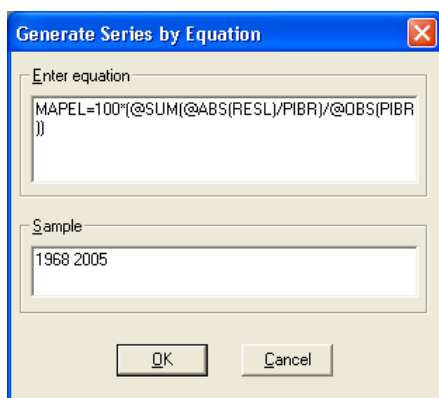 Generate Series by Equation
Enter equation
MAPEL=100*(@SUM(@ABS(RESL)/PIBR)/@OBS(PIBR
))
Sample
1968 2005
OK
Cancel